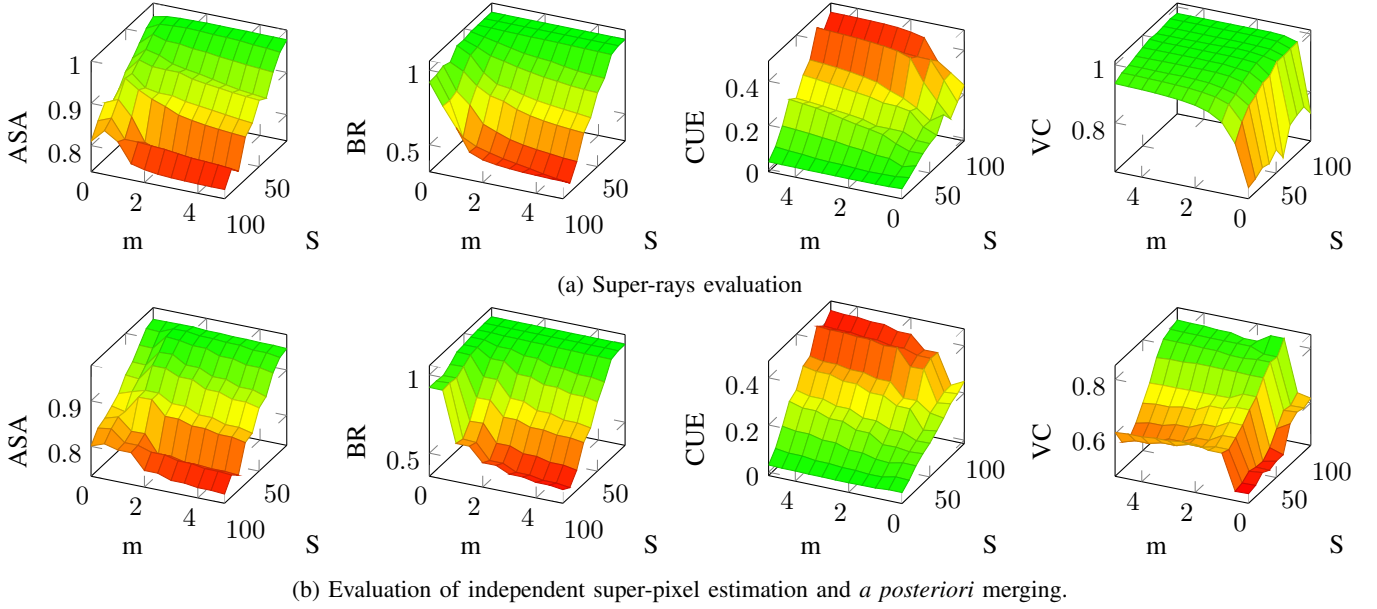 1
0.9
0.8
ASA
0
2
4
m
100
50
S
1
0.5
BR
0
2
4
m
100
50
S
0.4
0.2
0
CUE
4
2
0
m
50
100
S
1
0.8
VC
4
2
0
m
50
100
S
(a) Super-rays evaluation
0.9
0.8
ASA
0
2
4
m
100
50
S
1
0.5
BR
0
2
4
m
100
50
S
0.4
0.2
0
CUE
4
2
0
m
50
100
S
0.8
0.6
VC
4
2
0
m
50
100
S
(b) Evaluation of independent super-pixel estimation and a posteriori merging.